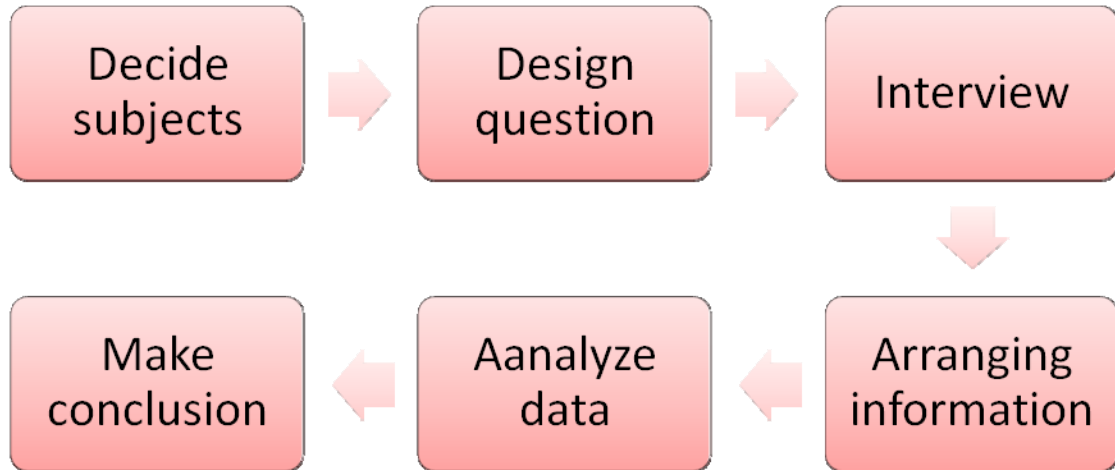 Decide
subjects
Design
question
Interview
Arranging
information
Aanalyze
data
Make
conclusion